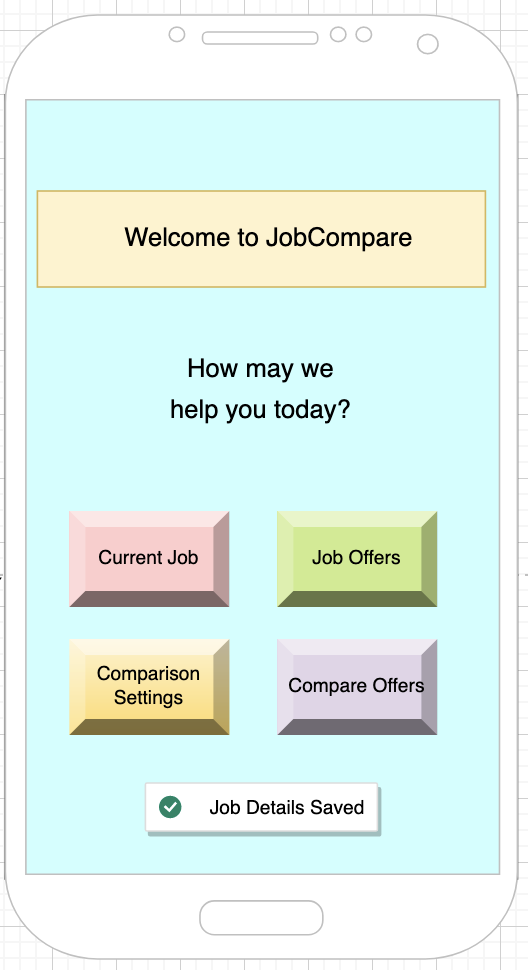 Welcome to JobCompare
How may we
help you today?
Current Job
Job Offers
Comparison
Settings
Compare Offers
Job Details Saved